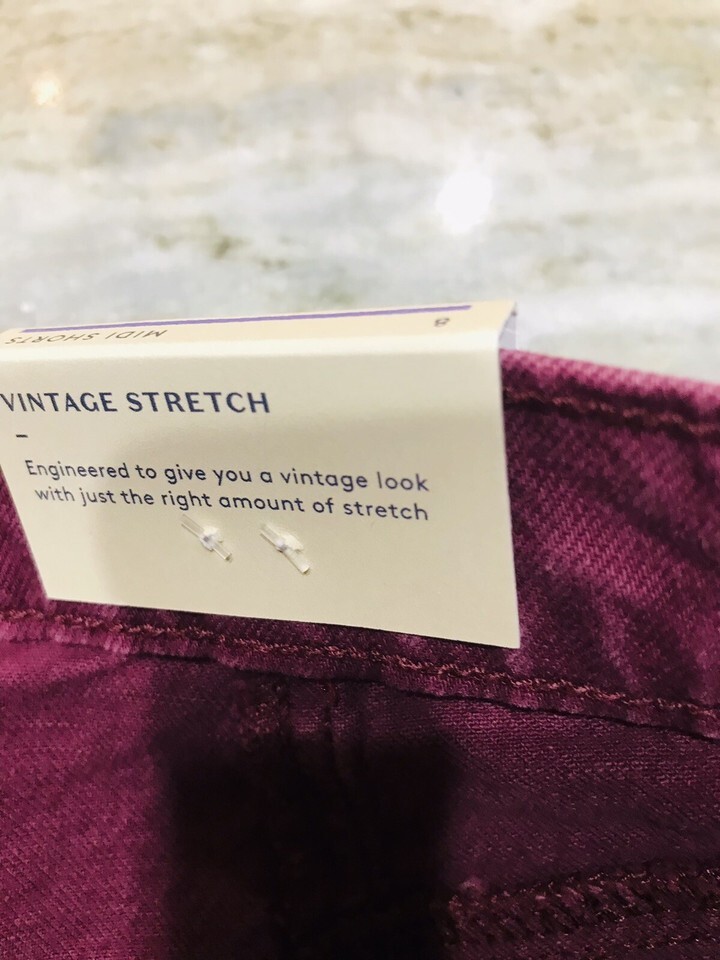 MIDI SHORTS 8
VINTAGE STRETCH
–
Engineered to give you a vintage look
with just the right amount of stretch